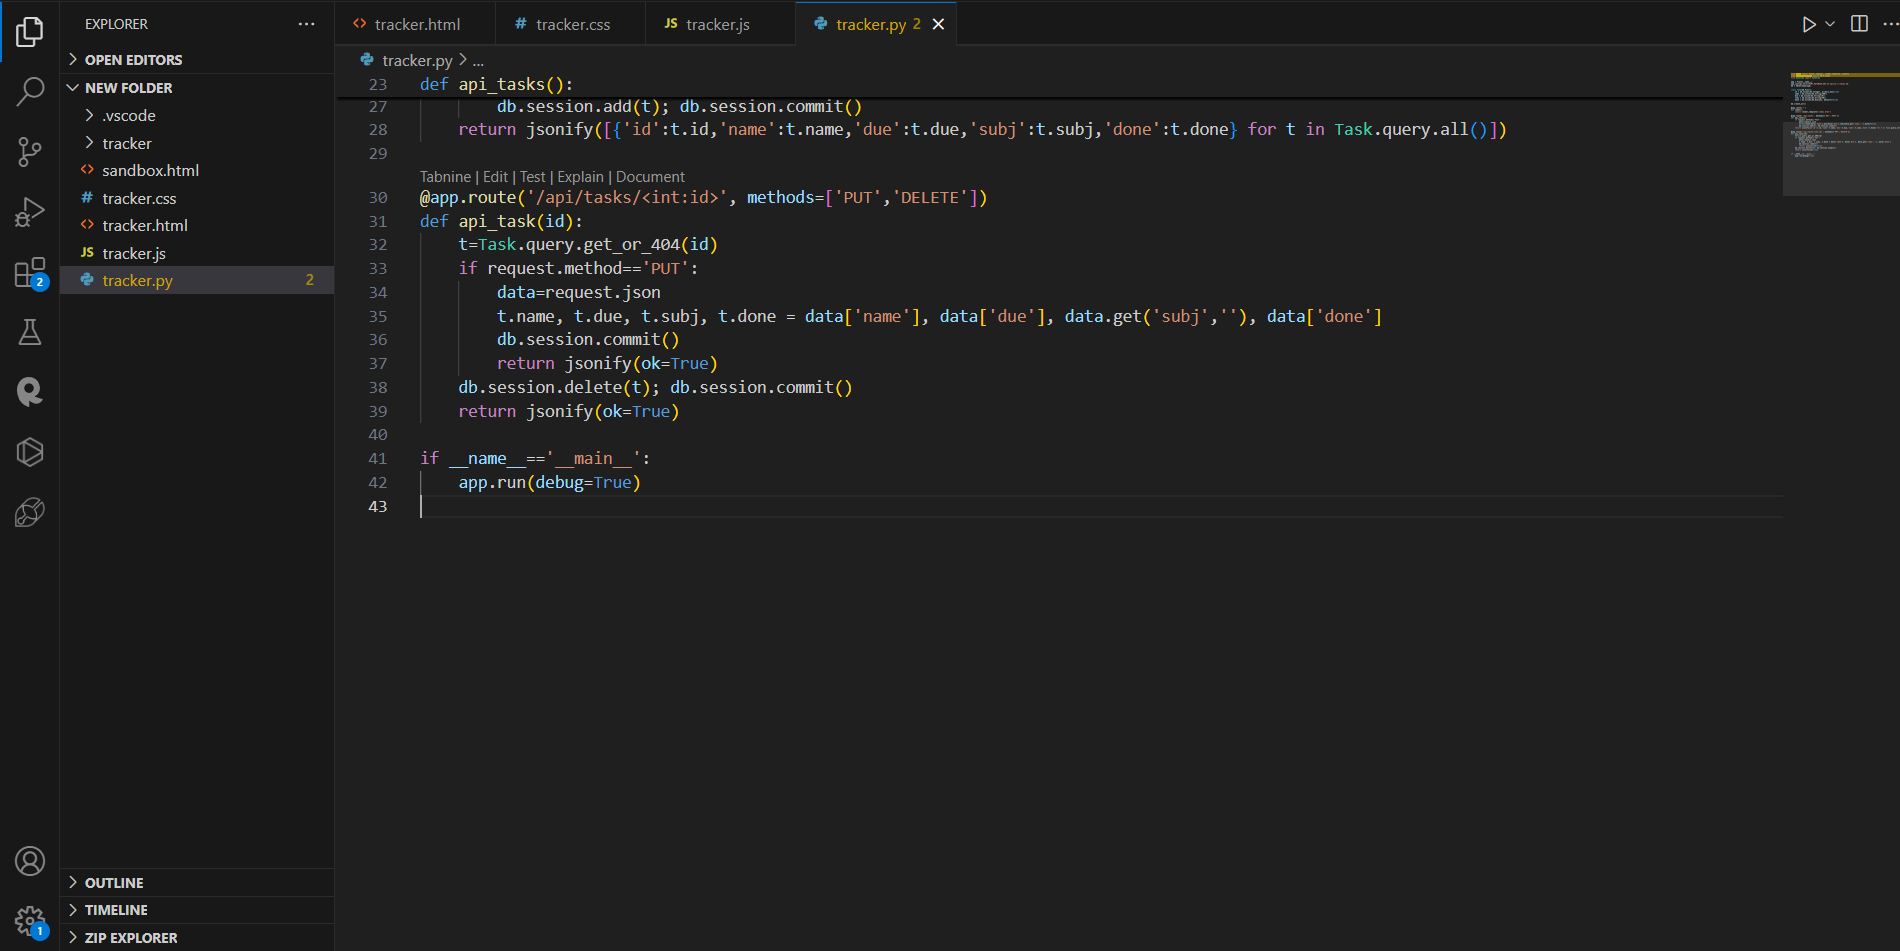 EXPLORER
OPEN EDITORS
NEW FOLDER
.vscode
tracker
sandbox.html
tracker.css
tracker.html
tracker.js
tracker.py 2
OUTLINE
TIMELINE
ZIP EXPLORER
2
1
tracker.html
tracker.css
JS tracker.js
tracker.py 2
tracker.py > ...
23 def api_tasks():
27 db.session.add(t); db.session.commit()
28 return jsonify([{'id':t.id,'name':t.name,'due':t.due,'subj':t.subj,'done':t.done} for t in Task.query.all()])
29
Tabnine | Edit | Test | Explain | Document
30 @app.route('/api/tasks/<int:id>', methods=['PUT','DELETE'])
31 def api_task(id):
32 t=Task.query.get_or_404(id)
33 if request.method=='PUT':
34 data=request.json
35 t.name, t.due, t.subj, t.done = data['name'], data['due'], data.get('subj',''), data['done']
36 db.session.commit()
37 return jsonify(ok=True)
38 db.session.delete(t); db.session.commit()
39 return jsonify(ok=True)
40
41 if __name__=='__main__':
42 app.run(debug=True)
43